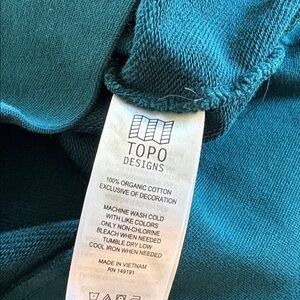 TOPO
DESIGNS
100% ORGANIC COTTON
EXCLUSIVE OF DECORATION
MACHINE WASH COLD
WITH LIKE COLORS
ONLY NON-CHLORINE
BLEACH WHEN NEEDED
TUMBLE DRY LOW
COOL IRON WHEN NEEDED
MADE IN VIETNAM
RN 149191